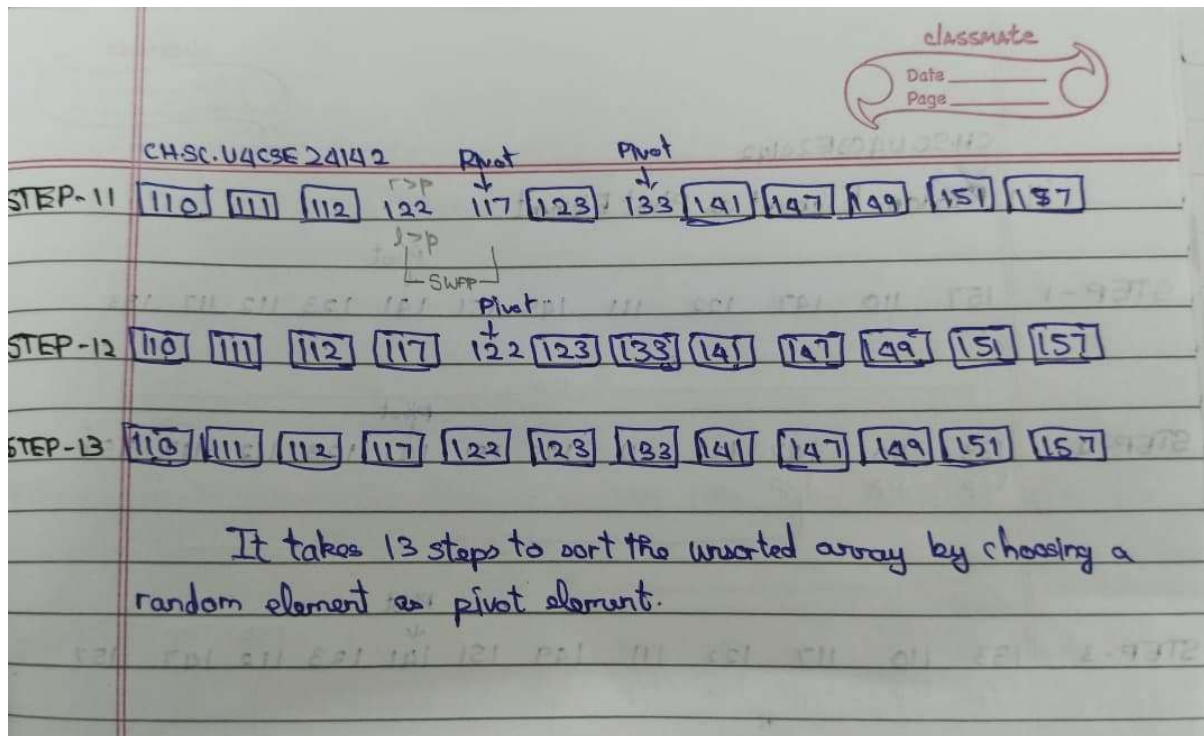 classmate
Date
Page
CH.SC.U4CSE24142
Pivot Pivot
r>p
STEP-11 110 111 112 122 117 123 133 141 147 149 151 157
l>p
SWAP
Pivot
STEP-12 110 111 112 117 122 123 133 141 147 149 151 157
STEP-13 110 111 112 117 122 123 133 141 147 149 151 157
It takes 13 steps to sort the unsorted array by choosing a
random element as pivot element.